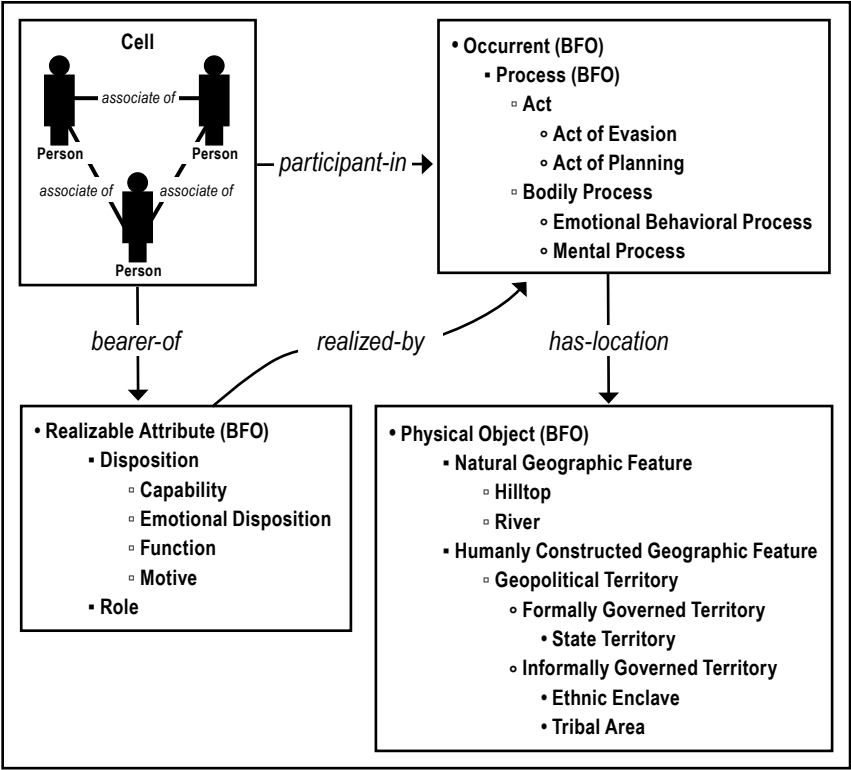 Cell
associate of
Person
Person
associate of
associate of
Person
participant-in
• Occurrent (BFO)
▪ Process (BFO)
▫ Act
∘ Act of Evasion
∘ Act of Planning
▫ Bodily Process
∘ Emotional Behavioral Process
∘ Mental Process
bearer-of
realized-by
has-location
• Realizable Attribute (BFO)
▪ Disposition
▫ Capability
▫ Emotional Disposition
▫ Function
▫ Motive
▪ Role
• Physical Object (BFO)
▪ Natural Geographic Feature
▫ Hilltop
▫ River
▪ Humanly Constructed Geographic Feature
▫ Geopolitical Territory
∘ Formally Governed Territory
• State Territory
∘ Informally Governed Territory
• Ethnic Enclave
• Tribal Area